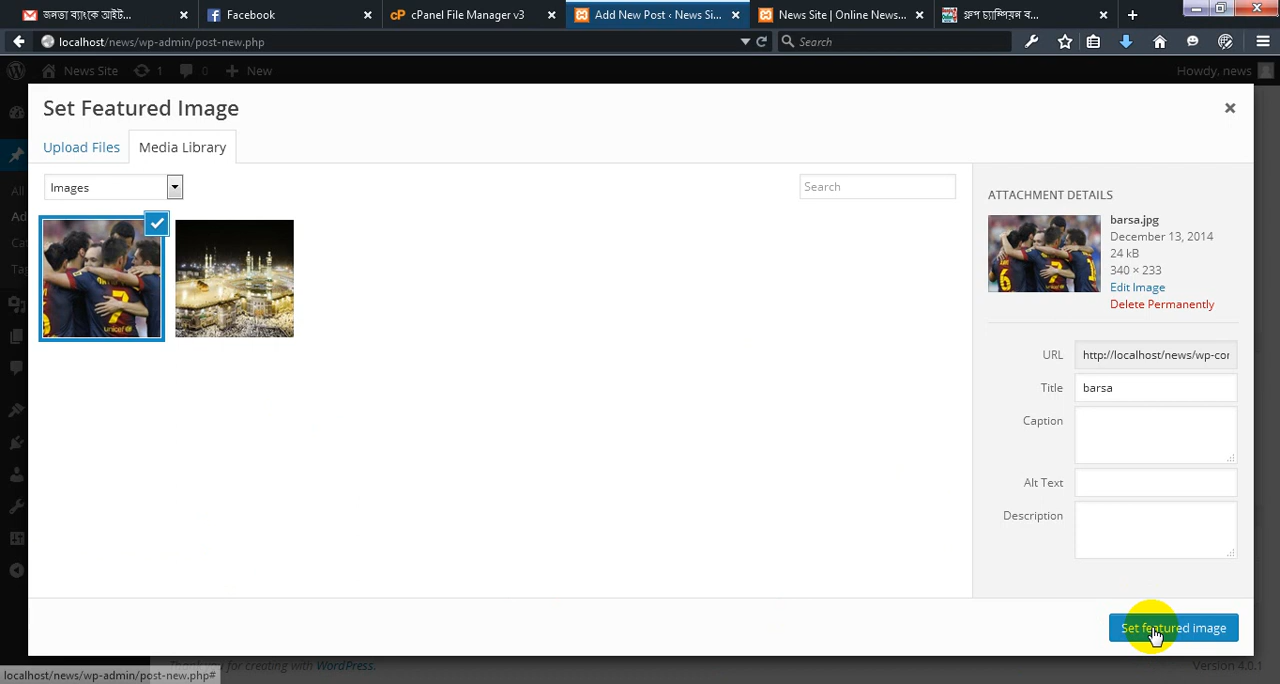 জনতা ব্যাংকে আইট...
Facebook
cPanel File Manager v3
Add New Post ‹ News Si...
News Site | Online News...
গ্রুপ চ্যাম্পিয়ন ব...
localhost/news/wp-admin/post-new.php
Search
News Site
1
0
New
Howdy, news
Set Featured Image
Upload Files
Media Library
Images
Search
ATTACHMENT DETAILS
barsa.jpg
December 13, 2014
24 kB
340 × 233
Edit Image
Delete Permanently
URL
http://localhost/news/wp-cor
Title
barsa
Caption
Alt Text
Description
Set featured image
All
Ad
Cat
Tag
Thank you for creating with WordPress.
Version 4.0.1
localhost/news/wp-admin/post-new.php#